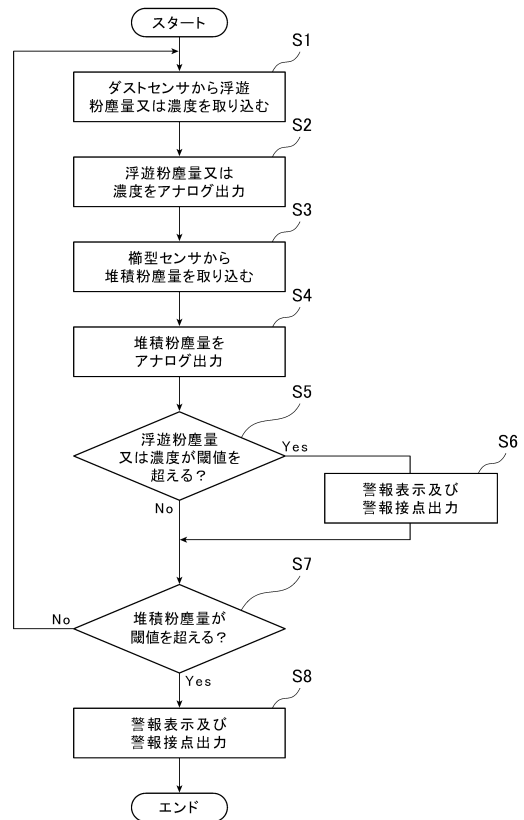 スタート
S1
ダストセンサから浮遊
粉塵量又は濃度を取り込む
S2
浮遊粉塵量又は
濃度をアナログ出力
S3
櫛型センサから
堆積粉塵量を取り込む
S4
堆積粉塵量を
アナログ出力
S5
浮遊粉塵量
又は濃度が閾値を
超える?
Yes
No
S6
警報表示及び
警報接点出力
S7
堆積粉塵量が
閾値を超える?
No
Yes
S8
警報表示及び
警報接点出力
エンド